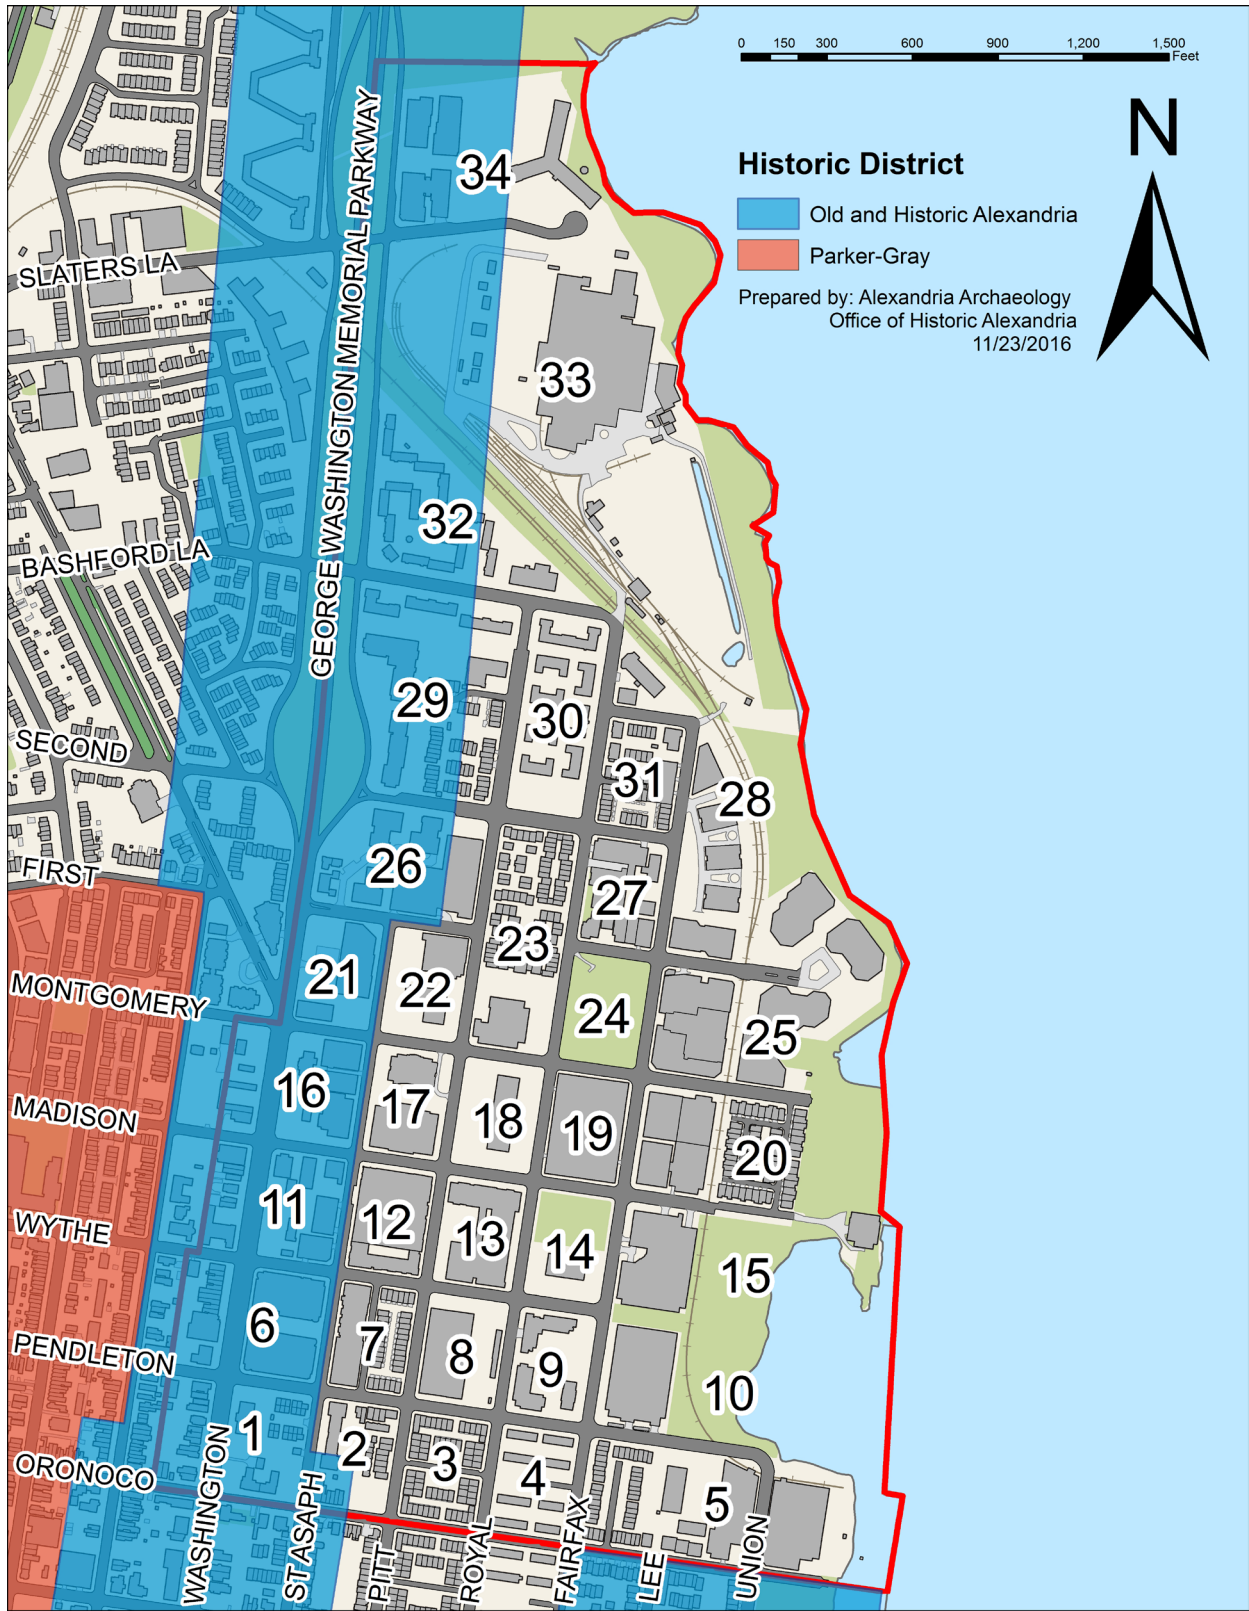 0 150 300 600 900 1,200 1,500
Feet
N
Historic District
Old and Historic Alexandria
Parker-Gray
Prepared by: Alexandria Archaeology
Office of Historic Alexandria
11/23/2016
34
GEORGE WASHINGTON MEMORIAL PARKWAY
SLATERS LA
33
32
BASHFORD LA
29
30
SECOND
31
28
26
FIRST
27
23
21
22
MONTGOMERY
24
25
16
17
18
19
MADISON
20
11
12
13
14
WYTHE
15
6
7
8
9
PENDLETON
10
1
2
3
4
5
ORONOCO
WASHINGTON
ST ASAPH
PITT
ROYAL
FAIRFAX
LEE
UNION